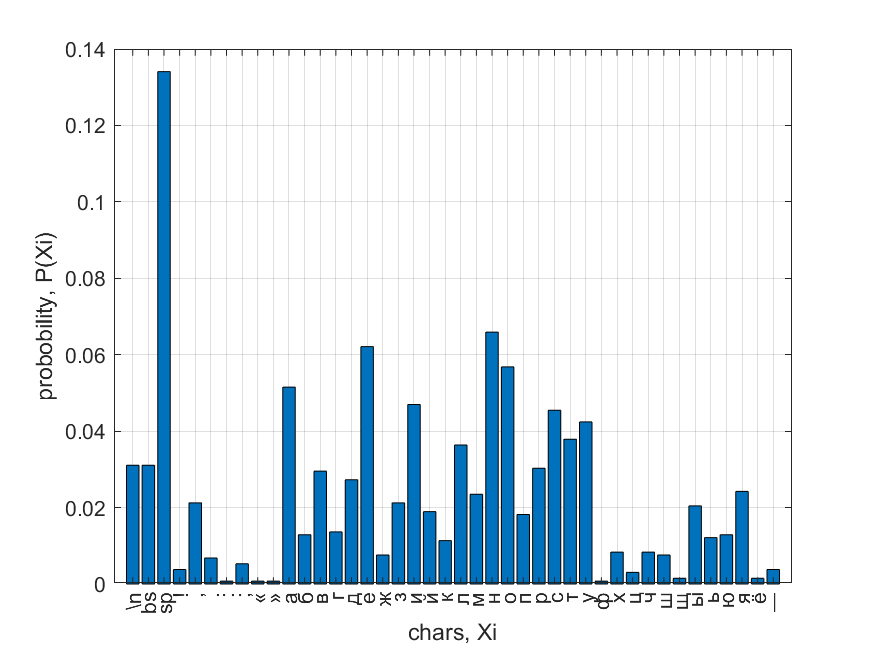 0.14
0.12
0.1
0.08
0.06
0.04
0.02
0
probobility, P(Xi)
\n bs sp ! , . : ; « » а б в г д е ж з и й к л м н о п р с т у ф х ц ч ш щ ы ь ю я ё —
chars, Xi